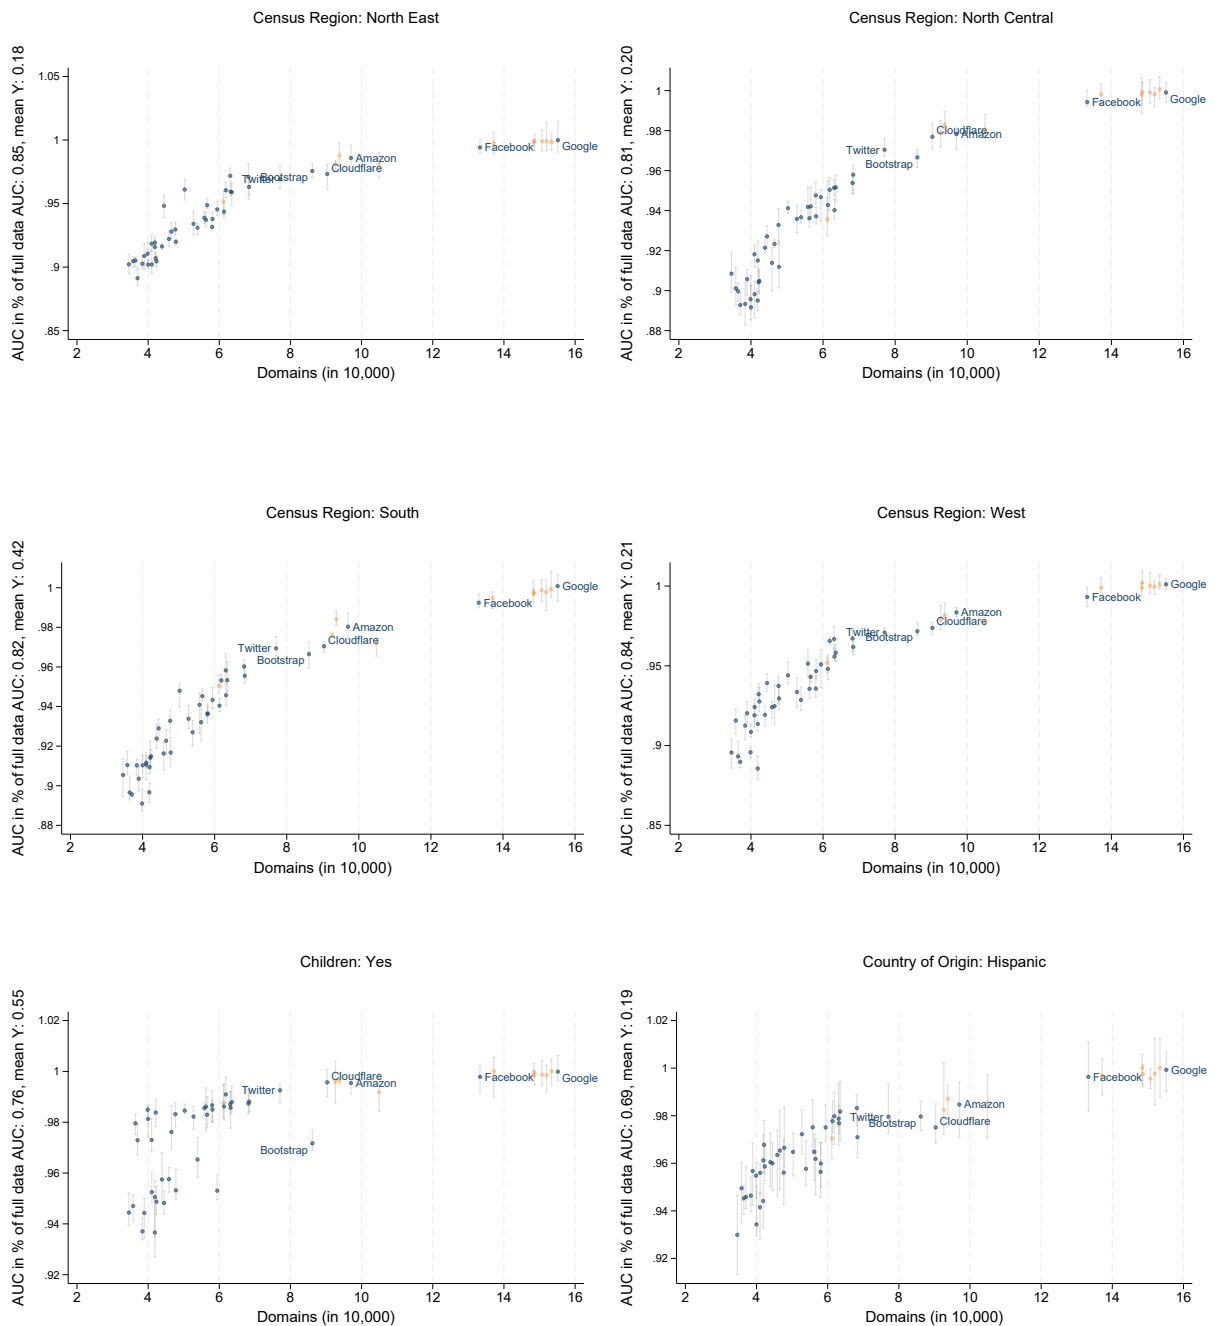 Census Region: North East
AUC in % of full data AUC: 0.85, mean Y: 0.18
1.05
1
.95
.9
.85
Twitter
Bootstrap
Cloudflare
Amazon
Facebook
Google
2 4 6 8 10 12 14 16
Domains (in 10,000)
Census Region: North Central
AUC in % of full data AUC: 0.81, mean Y: 0.20
1
.98
.96
.94
.92
.9
.88
Twitter
Bootstrap
Cloudflare
Amazon
Facebook
Google
2 4 6 8 10 12 14 16
Domains (in 10,000)
Census Region: South
AUC in % of full data AUC: 0.82, mean Y: 0.42
1
.98
.96
.94
.92
.9
.88
Twitter
Bootstrap
Cloudflare
Amazon
Facebook
Google
2 4 6 8 10 12 14 16
Domains (in 10,000)
Census Region: West
AUC in % of full data AUC: 0.84, mean Y: 0.21
1
.95
.9
.85
Twitter
Bootstrap
Cloudflare
Amazon
Facebook
Google
2 4 6 8 10 12 14 16
Domains (in 10,000)
Children: Yes
AUC in % of full data AUC: 0.76, mean Y: 0.55
1.02
1
.98
.96
.94
.92
Twitter
Bootstrap
Cloudflare
Amazon
Facebook
Google
2 4 6 8 10 12 14 16
Domains (in 10,000)
Country of Origin: Hispanic
AUC in % of full data AUC: 0.69, mean Y: 0.19
1.02
1
.98
.96
.94
.92
Twitter
Bootstrap
Cloudflare
Amazon
Facebook
Google
2 4 6 8 10 12 14 16
Domains (in 10,000)